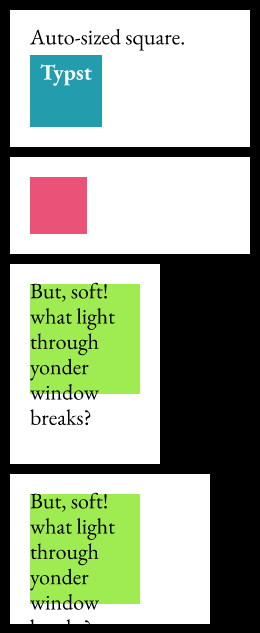 Auto-sized square.
Typst
But, soft!
what light
through
yonder
window
breaks?
But, soft!
what light
through
yonder
window